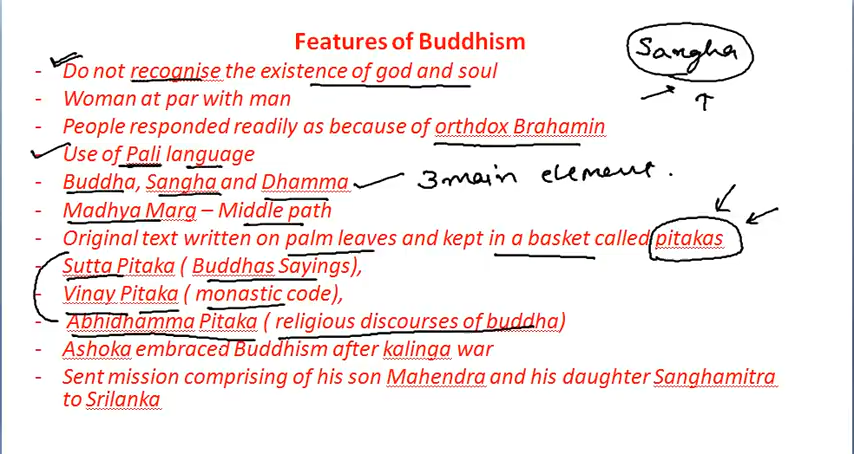 Features of Buddhism
Sangha
- Do not recognise the existence of god and soul
- Woman at par with man
- People responded readily as because of orthdox Brahamin
- Use of Pali language
- Buddha, Sangha and Dhamma 3 main element.
- Madhya Marg – Middle path
- Original text written on palm leaves and kept in a basket called pitakas
- Sutta Pitaka ( Buddhas Sayings),
- Vinay Pitaka ( monastic code),
- Abhidhamma Pitaka ( religious discourses of buddha)
- Ashoka embraced Buddhism after kalinga war
- Sent mission comprising of his son Mahendra and his daughter Sanghamitra
to Srilanka